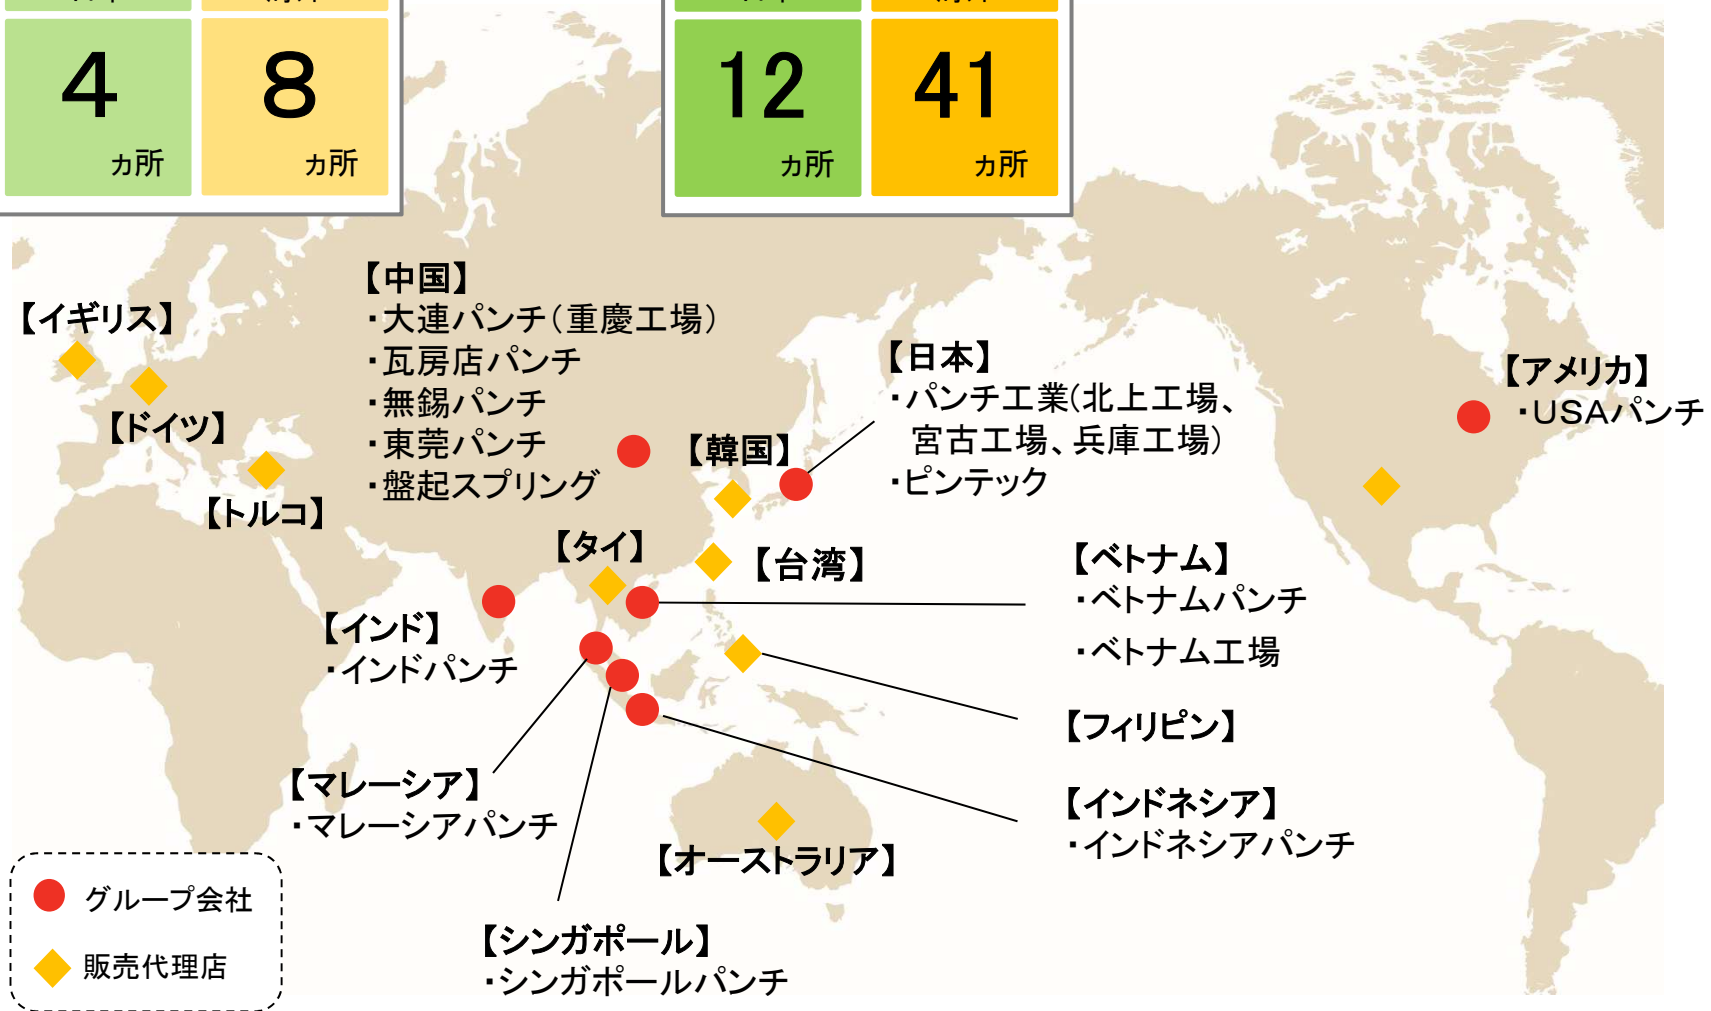 4
ヵ所
8
ヵ所
12
ヵ所
41
ヵ所
【イギリス】
【ドイツ】
【トルコ】
【中国】
・大連パンチ（重慶工場）
・瓦房店パンチ
・無錫パンチ
・東莞パンチ
・盤起スプリング
【韓国】
【日本】
・パンチ工業(北上工場、
宮古工場、兵庫工場)
・ピンテック
【アメリカ】
・USAパンチ
【タイ】
【台湾】
【ベトナム】
・ベトナムパンチ
・ベトナム工場
【インド】
・インドパンチ
【フィリピン】
【マレーシア】
・マレーシアパンチ
【インドネシア】
・インドネシアパンチ
【オーストラリア】
【シンガポール】
・シンガポールパンチ
グループ会社
販売代理店